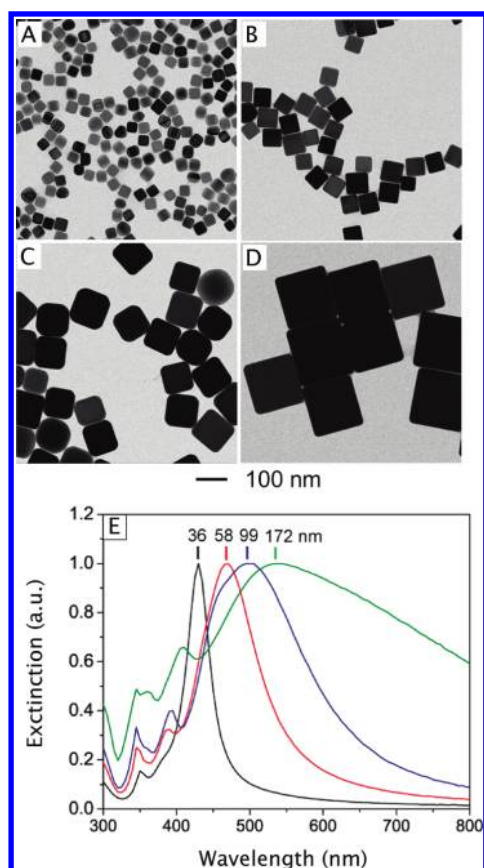 A
B
C
D
100 nm
E
36 58 99 172 nm
1.2
1.0
0.8
0.6
0.4
0.2
0.0
Exctinction (a.u.)
300 400 500 600 700 800
Wavelength (nm)